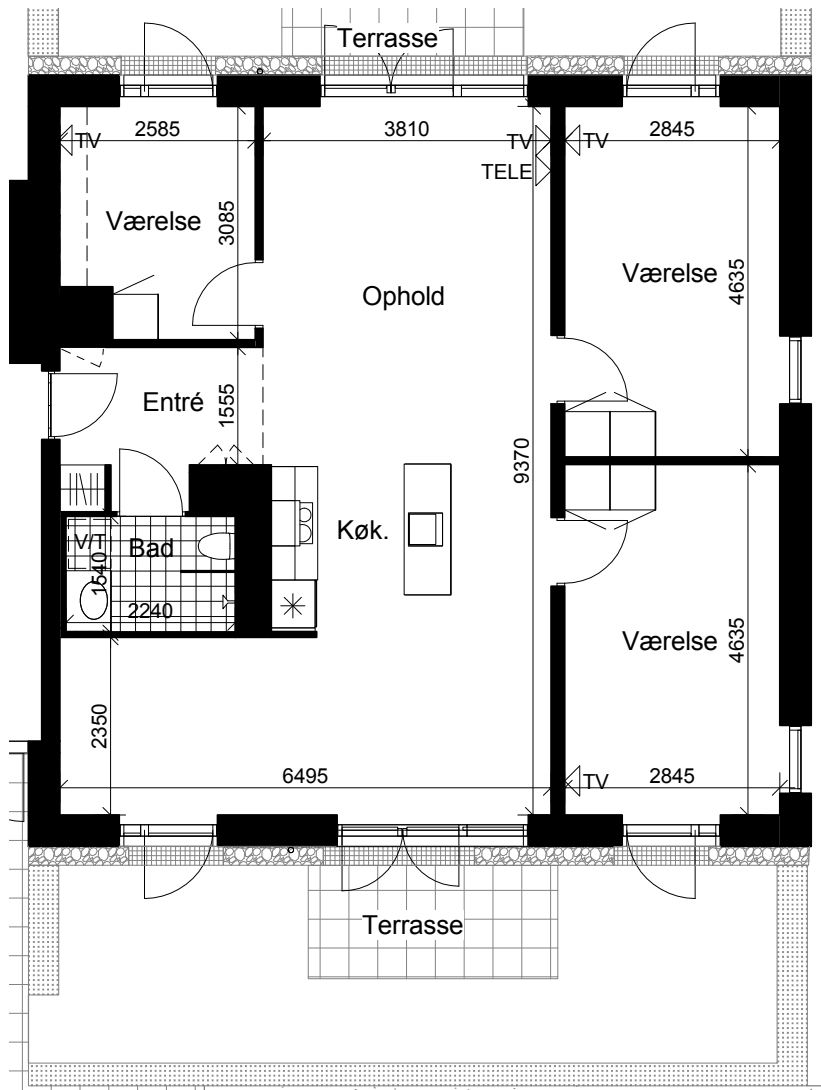 Terrasse
TV 2585
3810
TV
TELE
TV 2845
Værelse
3085
Ophold
Værelse
4635
Entré
1555
9370
Køk.
V/T
Bad
1540
2240
Værelse
4635
2350
6495
TV 2845
Terrasse